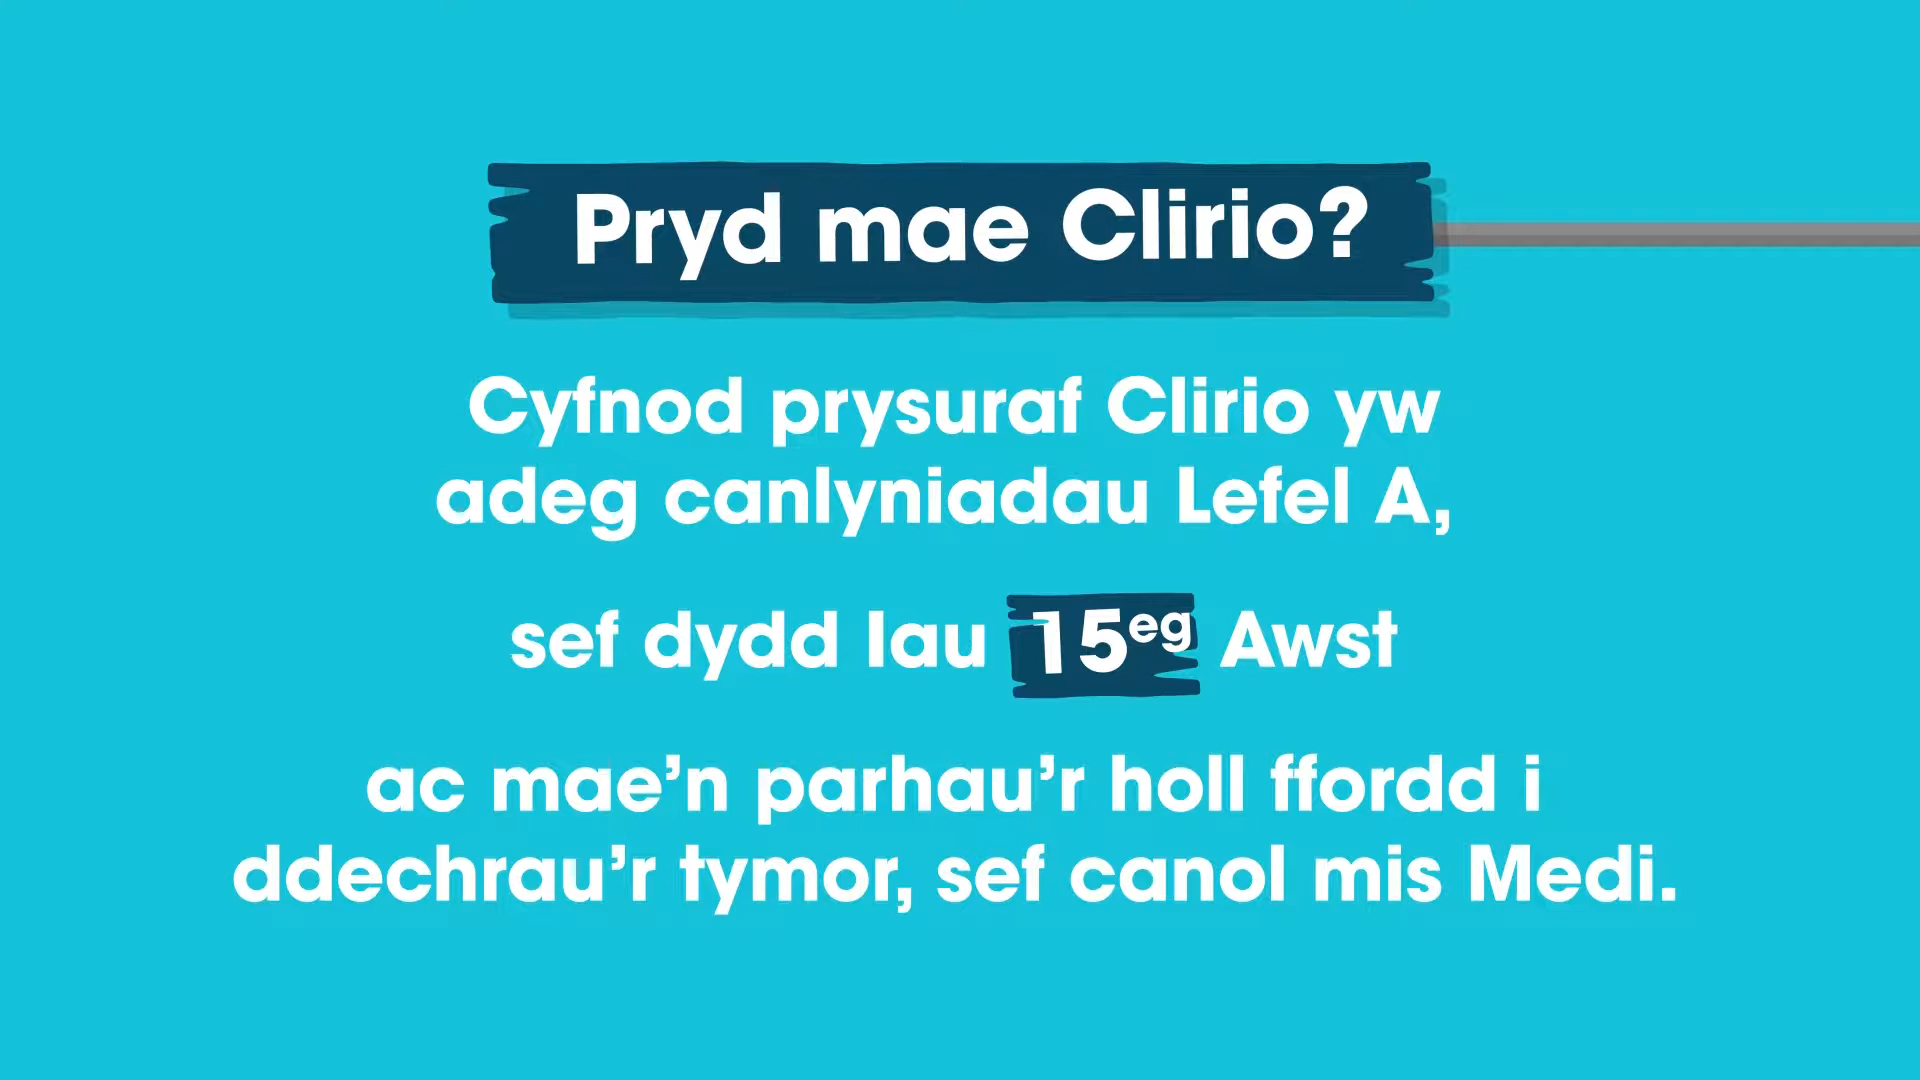 Pryd mae Clirio?
Cyfnod prysuraf Clirio yw
adeg canlyniadau Lefel A,
sef dydd Iau 15eg Awst
ac mae’n parhau’r holl ffordd i
ddechrau’r tymor, sef canol mis Medi.